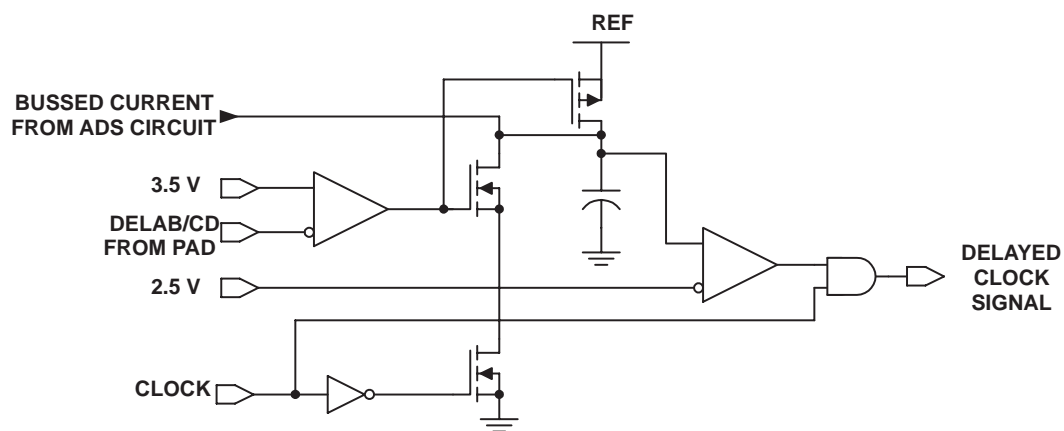 REF
BUSSED CURRENT
FROM ADS CIRCUIT
3.5 V
DELAB/CD
FROM PAD
2.5 V
DELAYED
CLOCK
SIGNAL
CLOCK